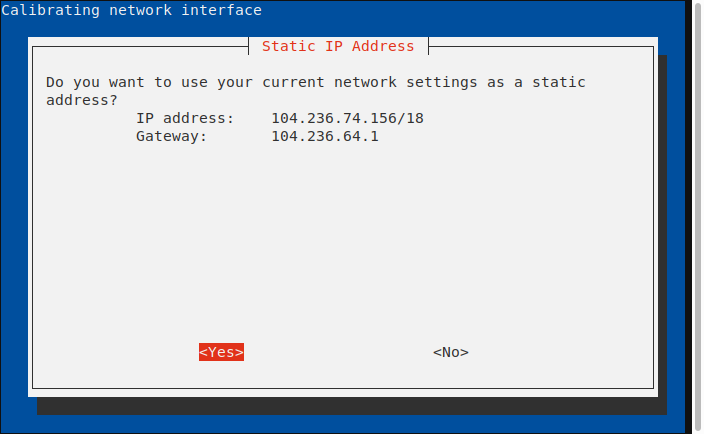 Calibrating network interface
Static IP Address
Do you want to use your current network settings as a static
address?
IP address: 104.236.74.156/18
Gateway: 104.236.64.1
<Yes> <No>